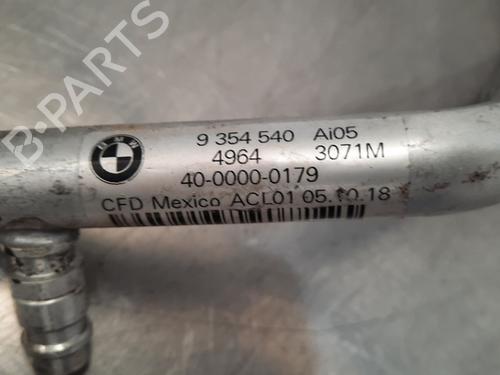 BMW
9 354 540 Ai05
4964 3071M
40-0000-0179
CFD Mexico ACL01 05.10.18
B-PARTS